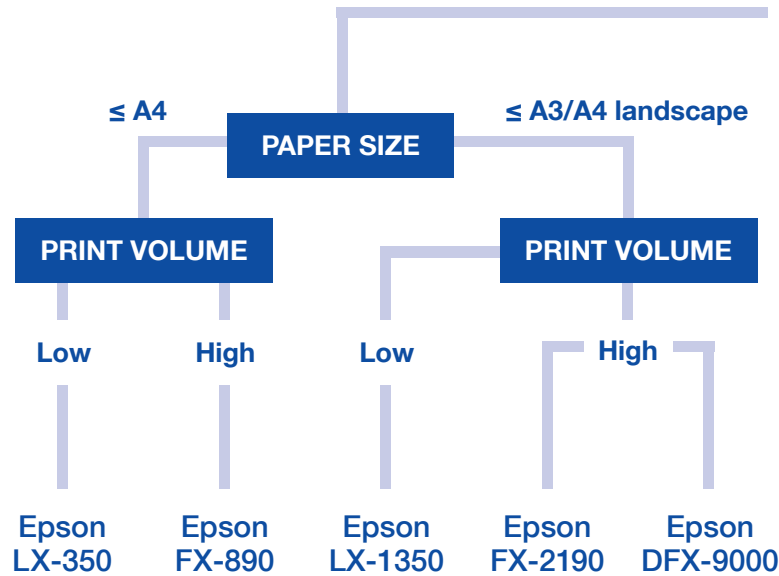 ≤ A4
≤ A3/A4 landscape
PAPER SIZE
PRINT VOLUME
PRINT VOLUME
Low
High
Low
High
Epson
LX-350
Epson
FX-890
Epson
LX-1350
Epson
FX-2190
Epson
DFX-9000